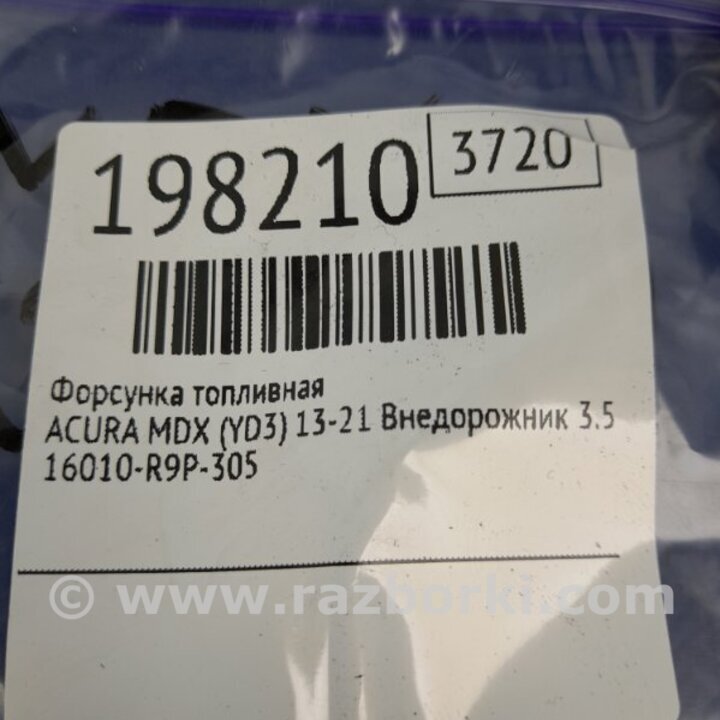 198210
3720
Форсунка топливная
ACURA MDX (YD3) 13-21 Внедорожник 3.5
16010-R9P-305
© www.razborki.com